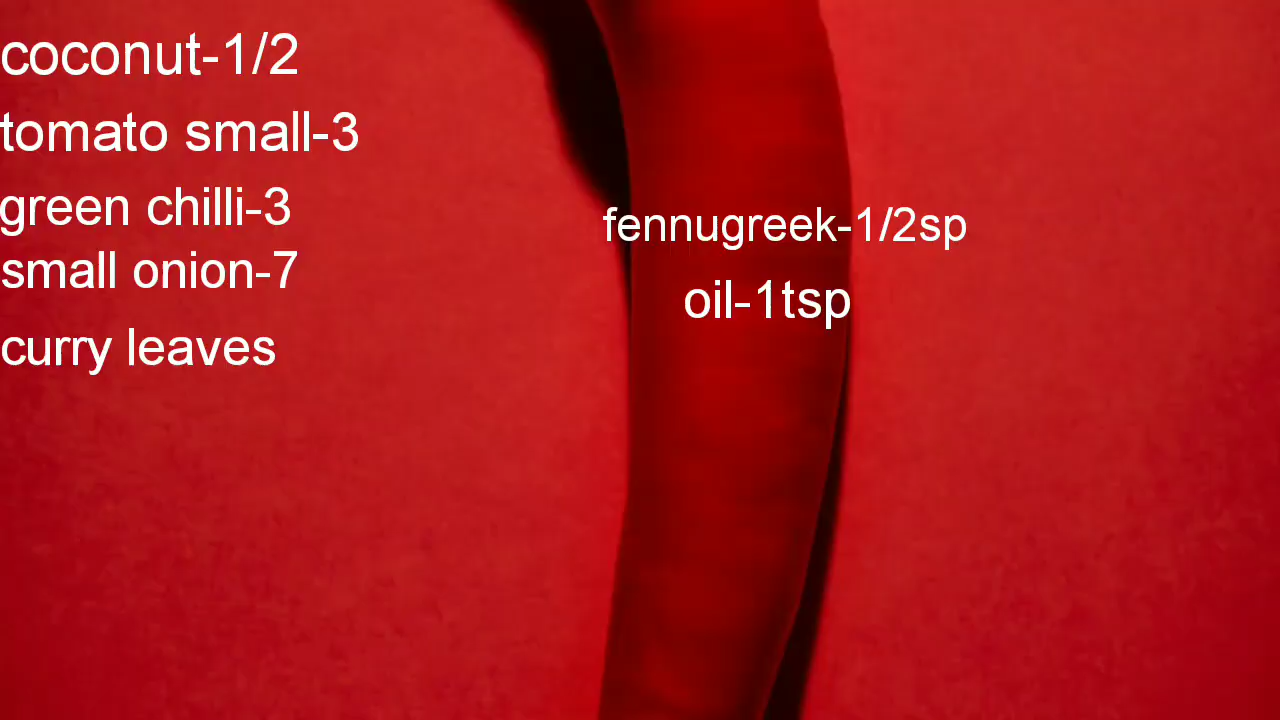 coconut-1/2
tomato small-3
green chilli-3
small onion-7
curry leaves
fennugreek-1/2sp
oil-1tsp